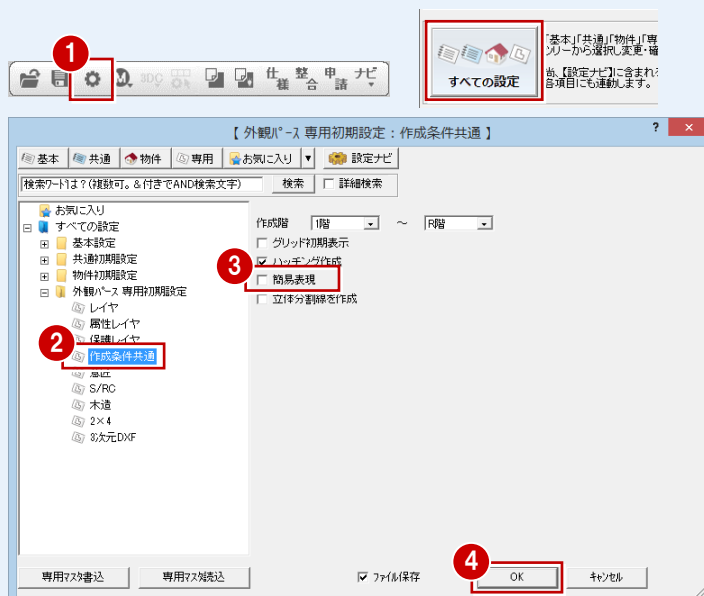 1
3DC
仕様
整合
申請
ナビ
すべての設定
「基本」「共通」「物件」「専
ツリーから選択し変更・確
当、【設定ナビ】に含まれ
各項目にも連動します。
【 外観ﾊﾟｰｽ 専用初期設定：作成条件共通 】
? ×
基本 共通 物件 専用 お気に入り ▼ 設定ナビ
検索ﾜｰﾄﾞは？(複数可。&付きでAND検索文字) 検索 詳細検索
お気に入り
すべての設定
基本設定
共通初期設定
物件初期設定
外観ﾊﾟｰｽ 専用初期設定
レイヤ
属性レイヤ
保護レイヤ
2
作成条件共通
意匠
S/RC
木造
2×4
3次元DXF
作成階 1階 ～ R階
グリッド初期表示
ハッチング作成
3
簡易表現
立体分割線を作成
4
専用ﾏｽﾀ書込 専用ﾏｽﾀ読込 ﾌｧｲﾙ保存 OK ｷｬﾝｾﾙ